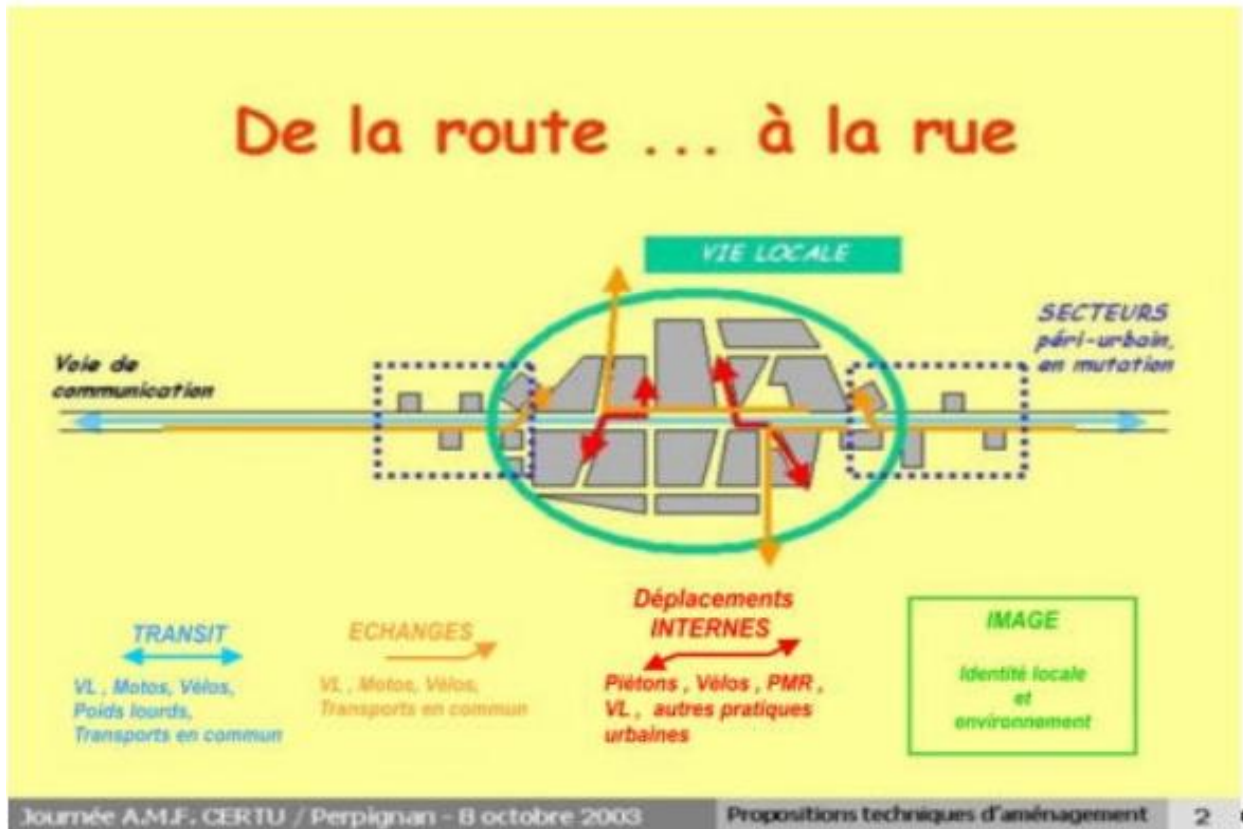 De la route ... à la rue
VIE LOCALE
SECTEURS
péri-urbain,
en mutation
Voie de
communication
TRANSIT
VL , Motos, Vélos,
Poids lourds,
Transports en commun
ECHANGES
VL , Motos, Vélos,
Transports en commun
Déplacements
INTERNES
Piétons , Vélos , PMR ,
VL , autres pratiques
urbaines
IMAGE
Identité locale
et
environnement
Journée A.M.F. CERTU / Perpignan - 8 octobre 2003
Propositions techniques d'aménagement
2